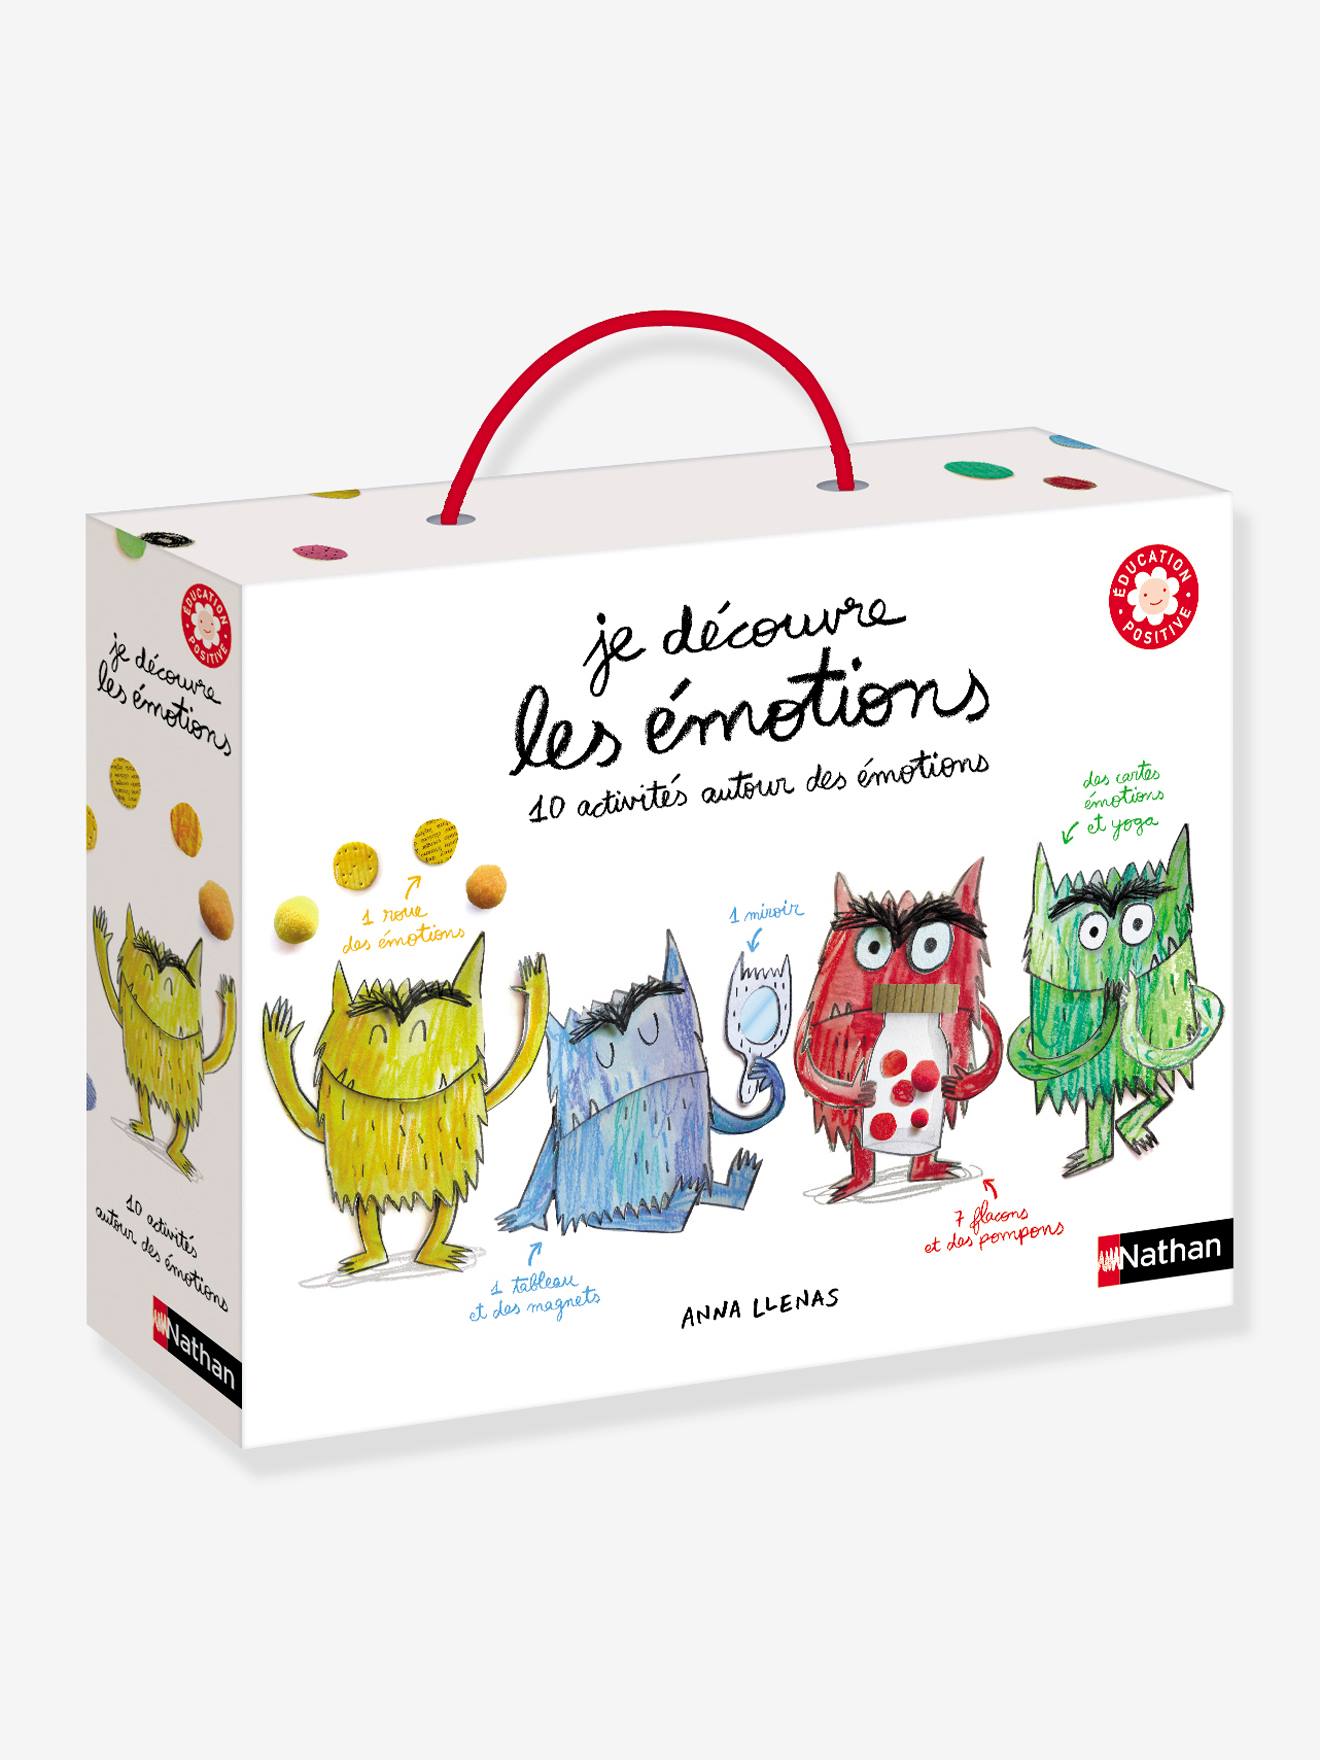 je découvre
les émotions
10 activités autour des émotions
ÉDUCATION
POSITIVE
des cartes
émotions
et yoga
1 roue
des émotions
1 miroir
7 flacons
et des pompons
1 tableau
et des magnets
ANNA LLENAS
Nathan
ÉDUCATION
POSITIVE
je découvre
les émotions
10 activités
autour des émotions
Nathan